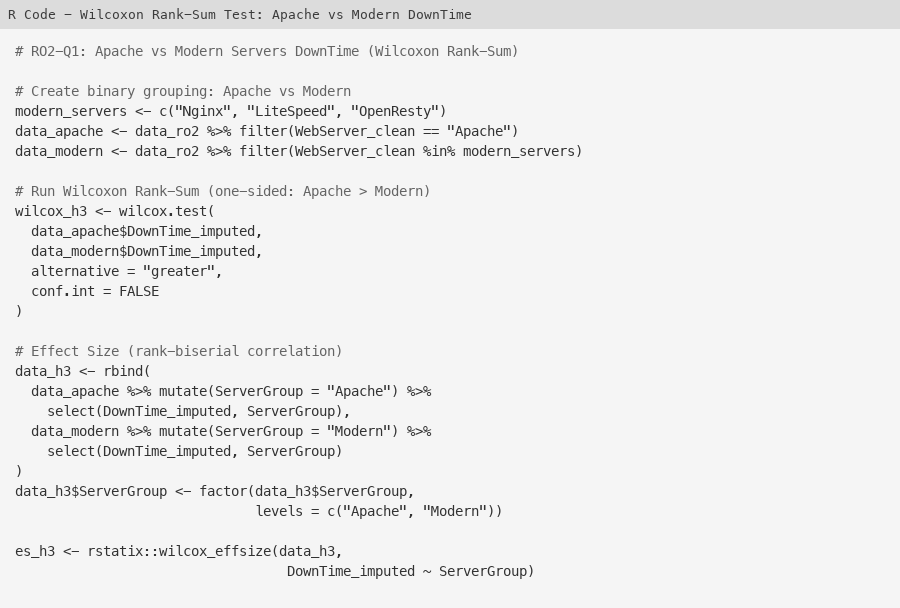 R Code - Wilcoxon Rank-Sum Test: Apache vs Modern DownTime
# RO2-Q1: Apache vs Modern Servers DownTime (Wilcoxon Rank-Sum)
# Create binary grouping: Apache vs Modern
modern_servers <- c("Nginx", "LiteSpeed", "OpenResty")
data_apache <- data_ro2 %>% filter(WebServer_clean == "Apache")
data_modern <- data_ro2 %>% filter(WebServer_clean %in% modern_servers)
# Run Wilcoxon Rank-Sum (one-sided: Apache > Modern)
wilcox_h3 <- wilcox.test(
  data_apache$DownTime_imputed,
  data_modern$DownTime_imputed,
  alternative = "greater",
  conf.int = FALSE
)
# Effect Size (rank-biserial correlation)
data_h3 <- rbind(
  data_apache %>% mutate(ServerGroup = "Apache") %>%
    select(DownTime_imputed, ServerGroup),
  data_modern %>% mutate(ServerGroup = "Modern") %>%
    select(DownTime_imputed, ServerGroup)
)
data_h3$ServerGroup <- factor(data_h3$ServerGroup,
                              levels = c("Apache", "Modern"))
es_h3 <- rstatix::wilcox_effsize(data_h3,
                                  DownTime_imputed ~ ServerGroup)